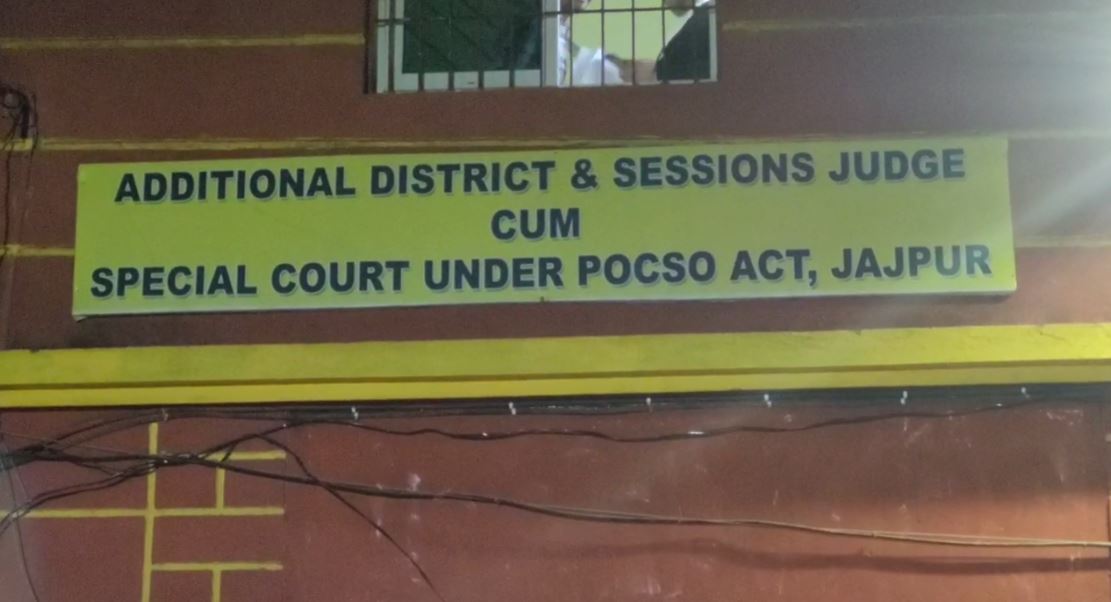 ADDITIONAL DISTRICT & SESSIONS JUDGE
CUM
SPECIAL COURT UNDER POCSO ACT, JAJPUR